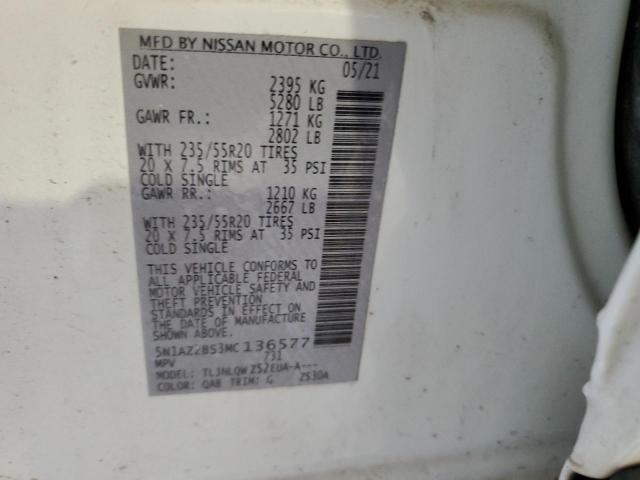 MFD BY NISSAN MOTOR CO., LTD.
DATE: 05/21
GVWR: 2395 KG
5280 LB
GAWR FR.: 1271 KG
2802 LB
WITH 235/55R20 TIRES
20 X 7.5 RIMS AT 35 PSI
COLD SINGLE
GAWR RR.: 1210 KG
2667 LB
WITH 235/55R20 TIRES
20 X 7.5 RIMS AT 35 PSI
COLD SINGLE
THIS VEHICLE CONFORMS TO
ALL APPLICABLE FEDERAL
MOTOR VEHICLE SAFETY AND
THEFT PREVENTION
STANDARDS IN EFFECT ON
THE DATE OF MANUFACTURE
SHOWN ABOVE.
5N1AZ2BS3MC136577
MPV 731
MODEL: TLJNLQWZ52EUA-A---
COLOR: QAB TRIM: G Z530A